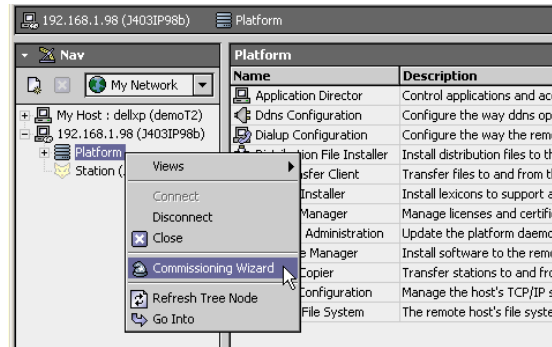 192.168.1.98 (J403IP98b) Platform
Nav
My Network
My Host : dellxp (demoT2)
192.168.1.98 (J403IP98b)
Platform
Station (
Views
Connect
Disconnect
Close
Commissioning Wizard
Refresh Tree Node
Go Into
Platform
Name Description
Application Director Control applications and acc
Ddns Configuration Configure the way ddns op
Dialup Configuration Configure the way the rem
ion File Installer Install distribution files to th
sfer Client Transfer files to and from t
Installer Install lexicons to support a
Manager Manage licenses and certifi
Administration Update the platform daemo
e Manager Install software to the remo
Copier Transfer stations to and fro
Configuration Manage the host's TCP/IP s
File System The remote host's file syste